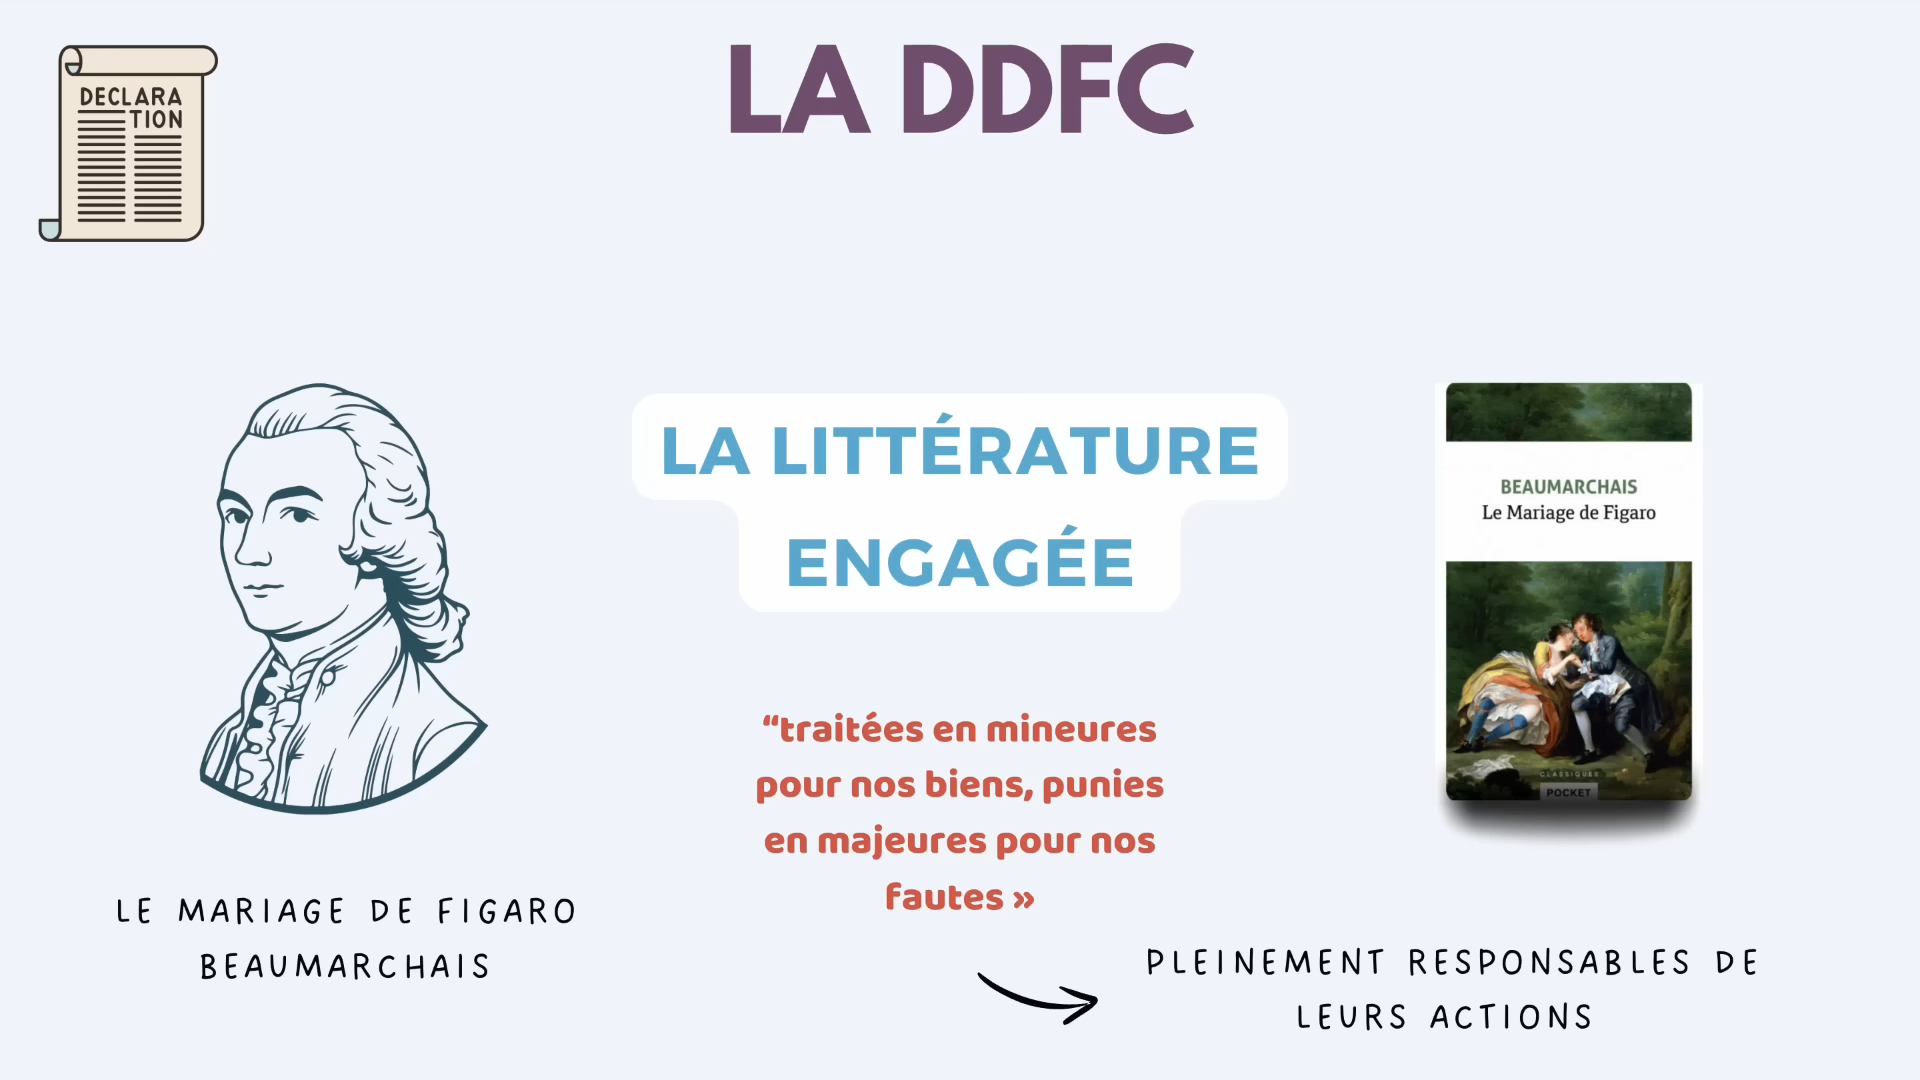 LA DDFC
DECLARA
TION
LA LITTÉRATURE
ENGAGÉE
BEAUMARCHAIS
Le Mariage de Figaro
CLASSIQUES
POCKET
“traitées en mineures
pour nos biens, punies
en majeures pour nos
fautes »
LE MARIAGE DE FIGARO
BEAUMARCHAIS
PLEINEMENT RESPONSABLES DE
LEURS ACTIONS